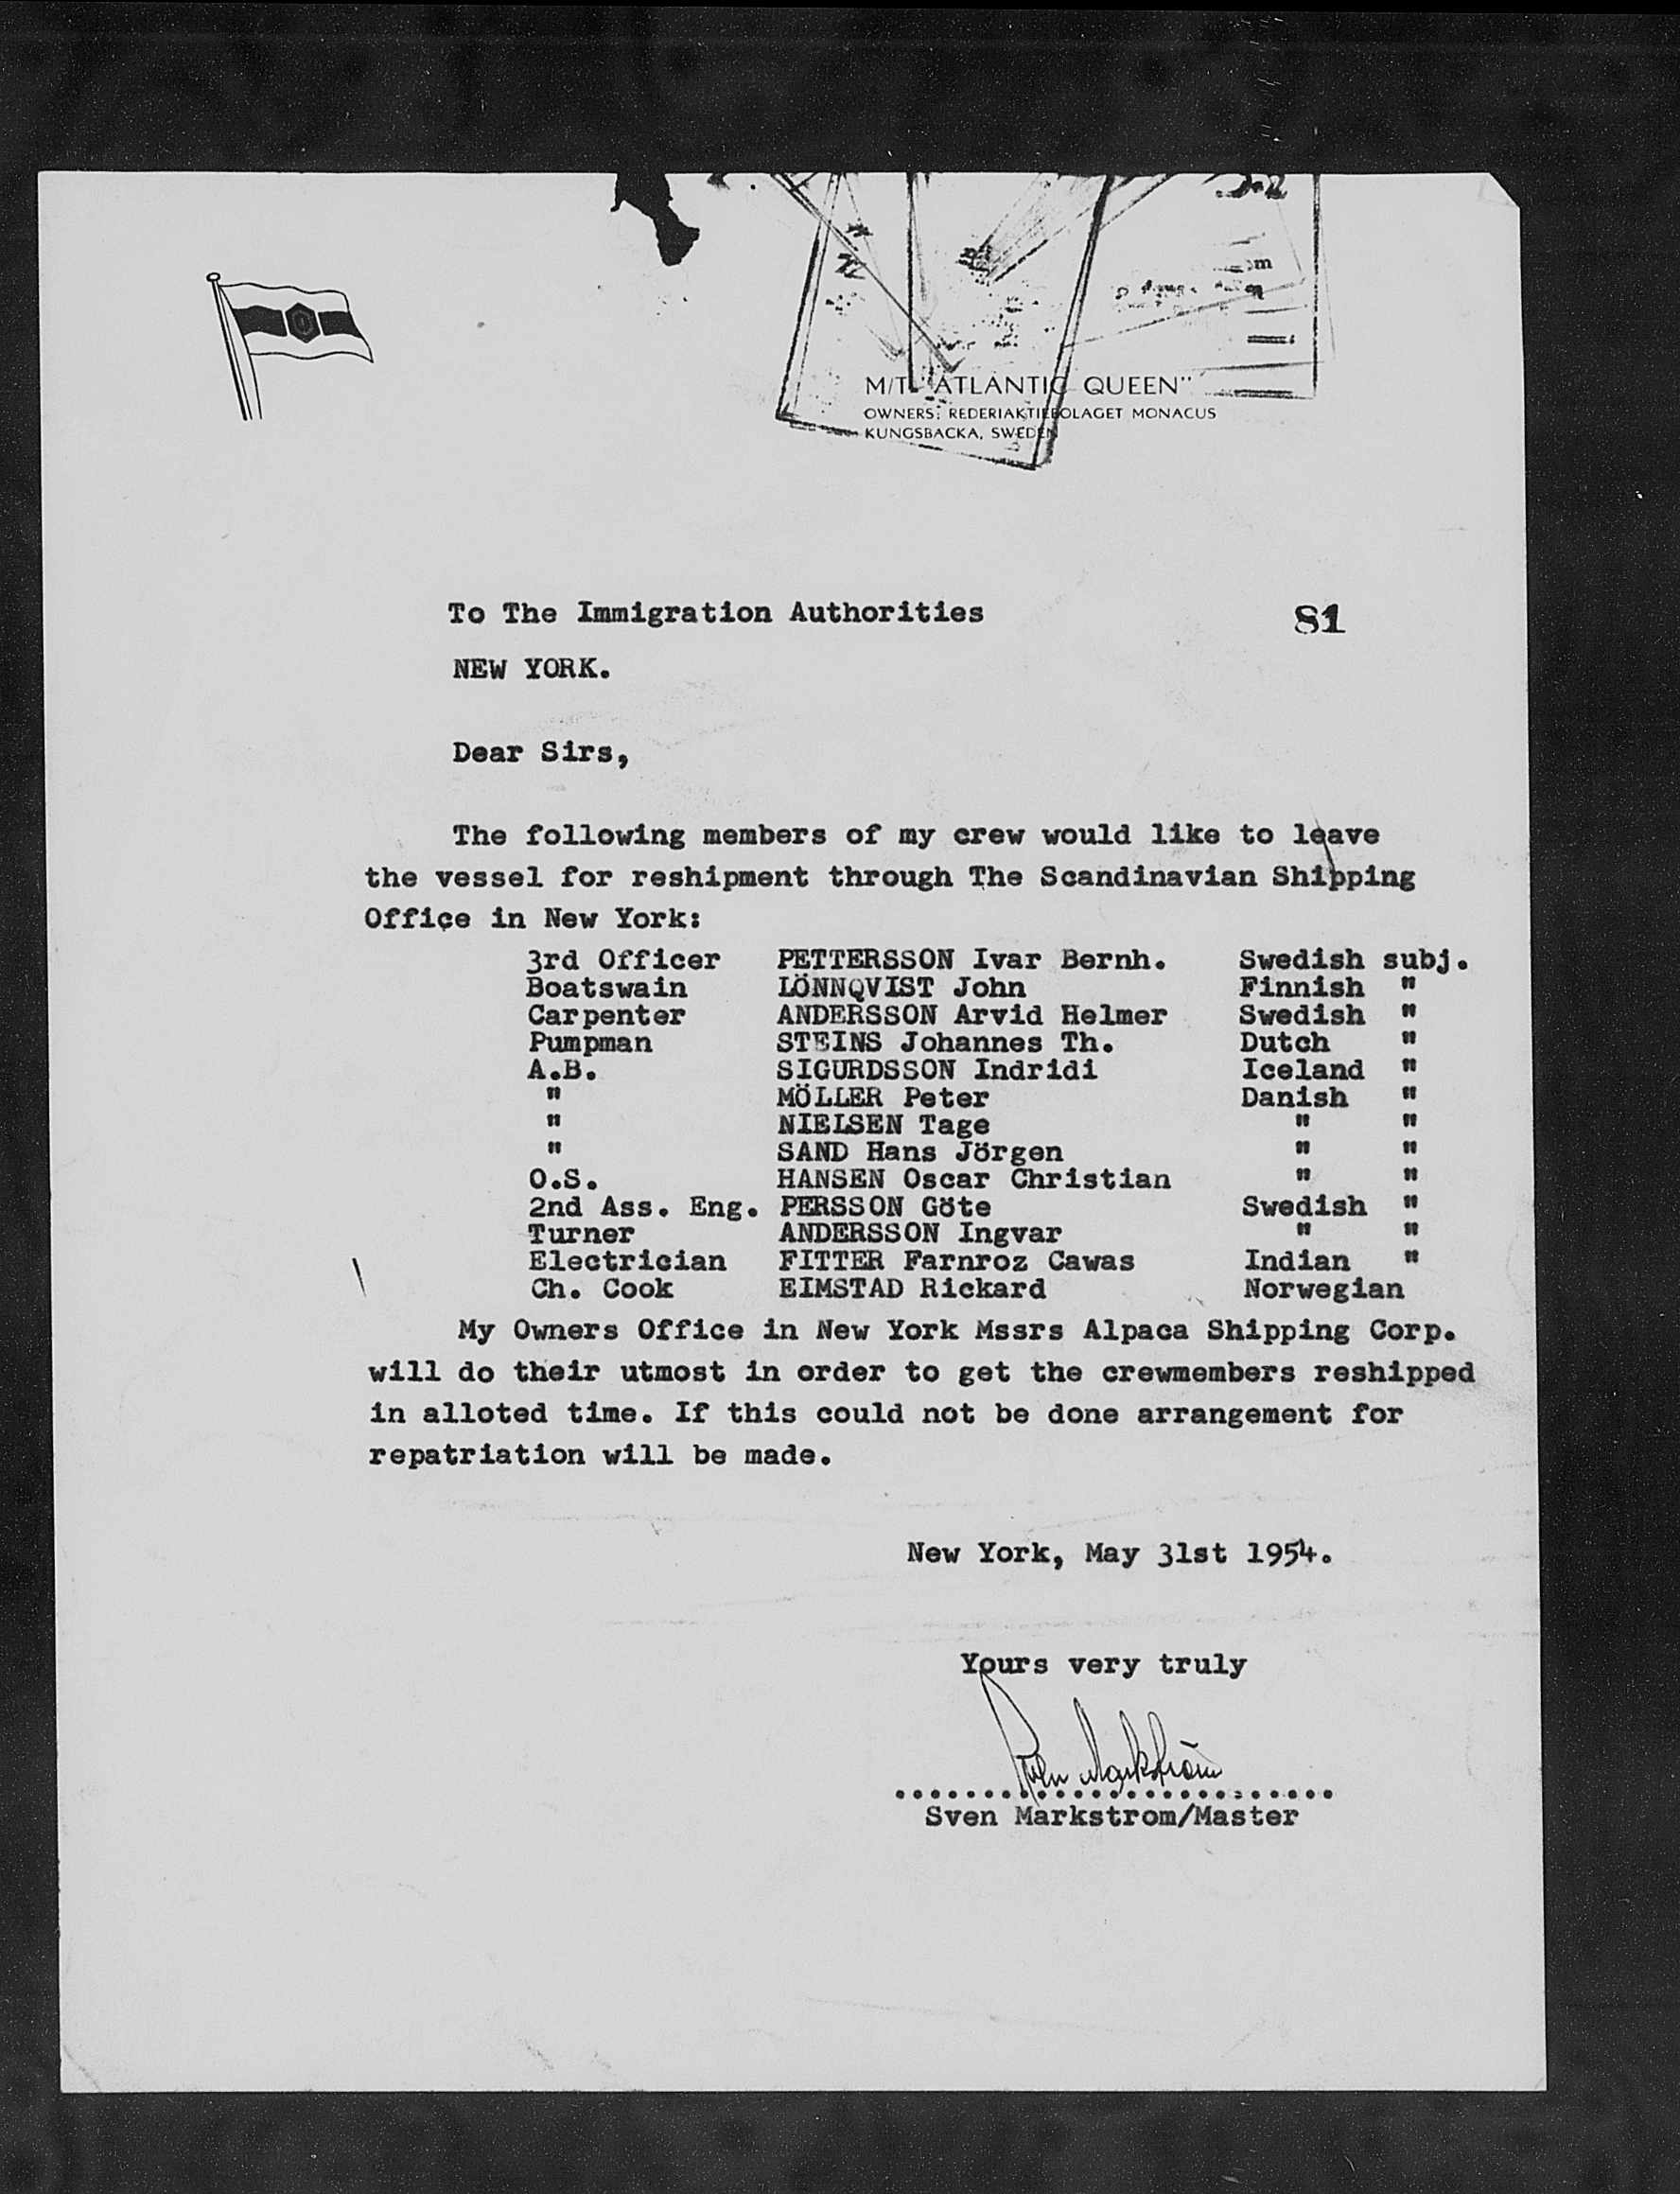 M/T "ATLANTIC QUEEN"
OWNERS: REDERIAKTIEBOLAGET MONACUS
KUNGSBACKA, SWEDEN
To The Immigration Authorities 81
NEW YORK.
Dear Sirs,
The following members of my crew would like to leave
the vessel for reshipment through The Scandinavian Shipping
Office in New York:
3rd Officer PETTERSSON Ivar Bernh. Swedish subj.
Boatswain LÖNNQVIST John Finnish "
Carpenter ANDERSSON Arvid Helmer Swedish "
Pumpman STEINS Johannes Th. Dutch "
A.B. SIGURDSSON Indridi Iceland "
" MÖLLER Peter Danish "
" NIELSEN Tage " "
" SAND Hans Jörgen " "
O.S. HANSEN Oscar Christian " "
2nd Ass. Eng. PERSSON Göte Swedish "
Turner ANDERSSON Ingvar " "
Electrician FITTER Farnroz Cawas Indian "
Ch. Cook EIMSTAD Rickard Norwegian
My Owners Office in New York Mssrs Alpaca Shipping Corp.
will do their utmost in order to get the crewmembers reshipped
in alloted time. If this could not be done arrangement for
repatriation will be made.
New York, May 31st 1954.
Yours very truly
Sven Markström
Sven Markstrom/Master